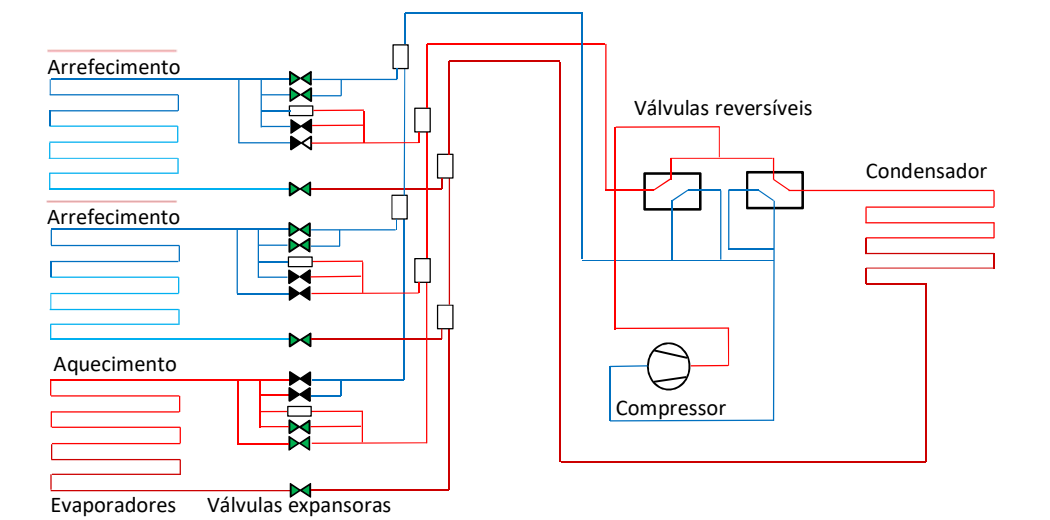 Arrefecimento
Válvulas reversíveis
Condensador
Arrefecimento
Aquecimento
Compressor
Evaporadores
Válvulas expansoras